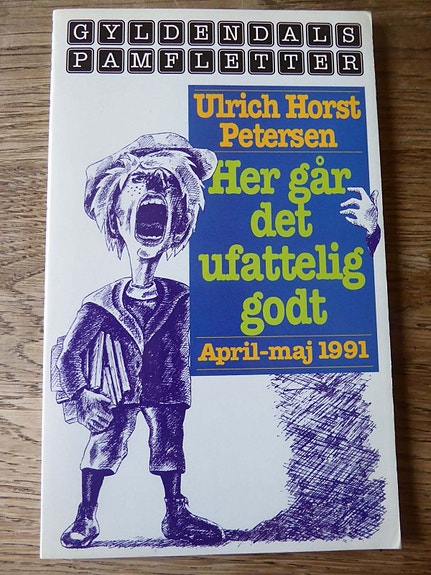 GYLDENDALS
PAMFLETTER
Ulrich Horst
Petersen
Her går
det
ufattelig
godt
April-maj 1991